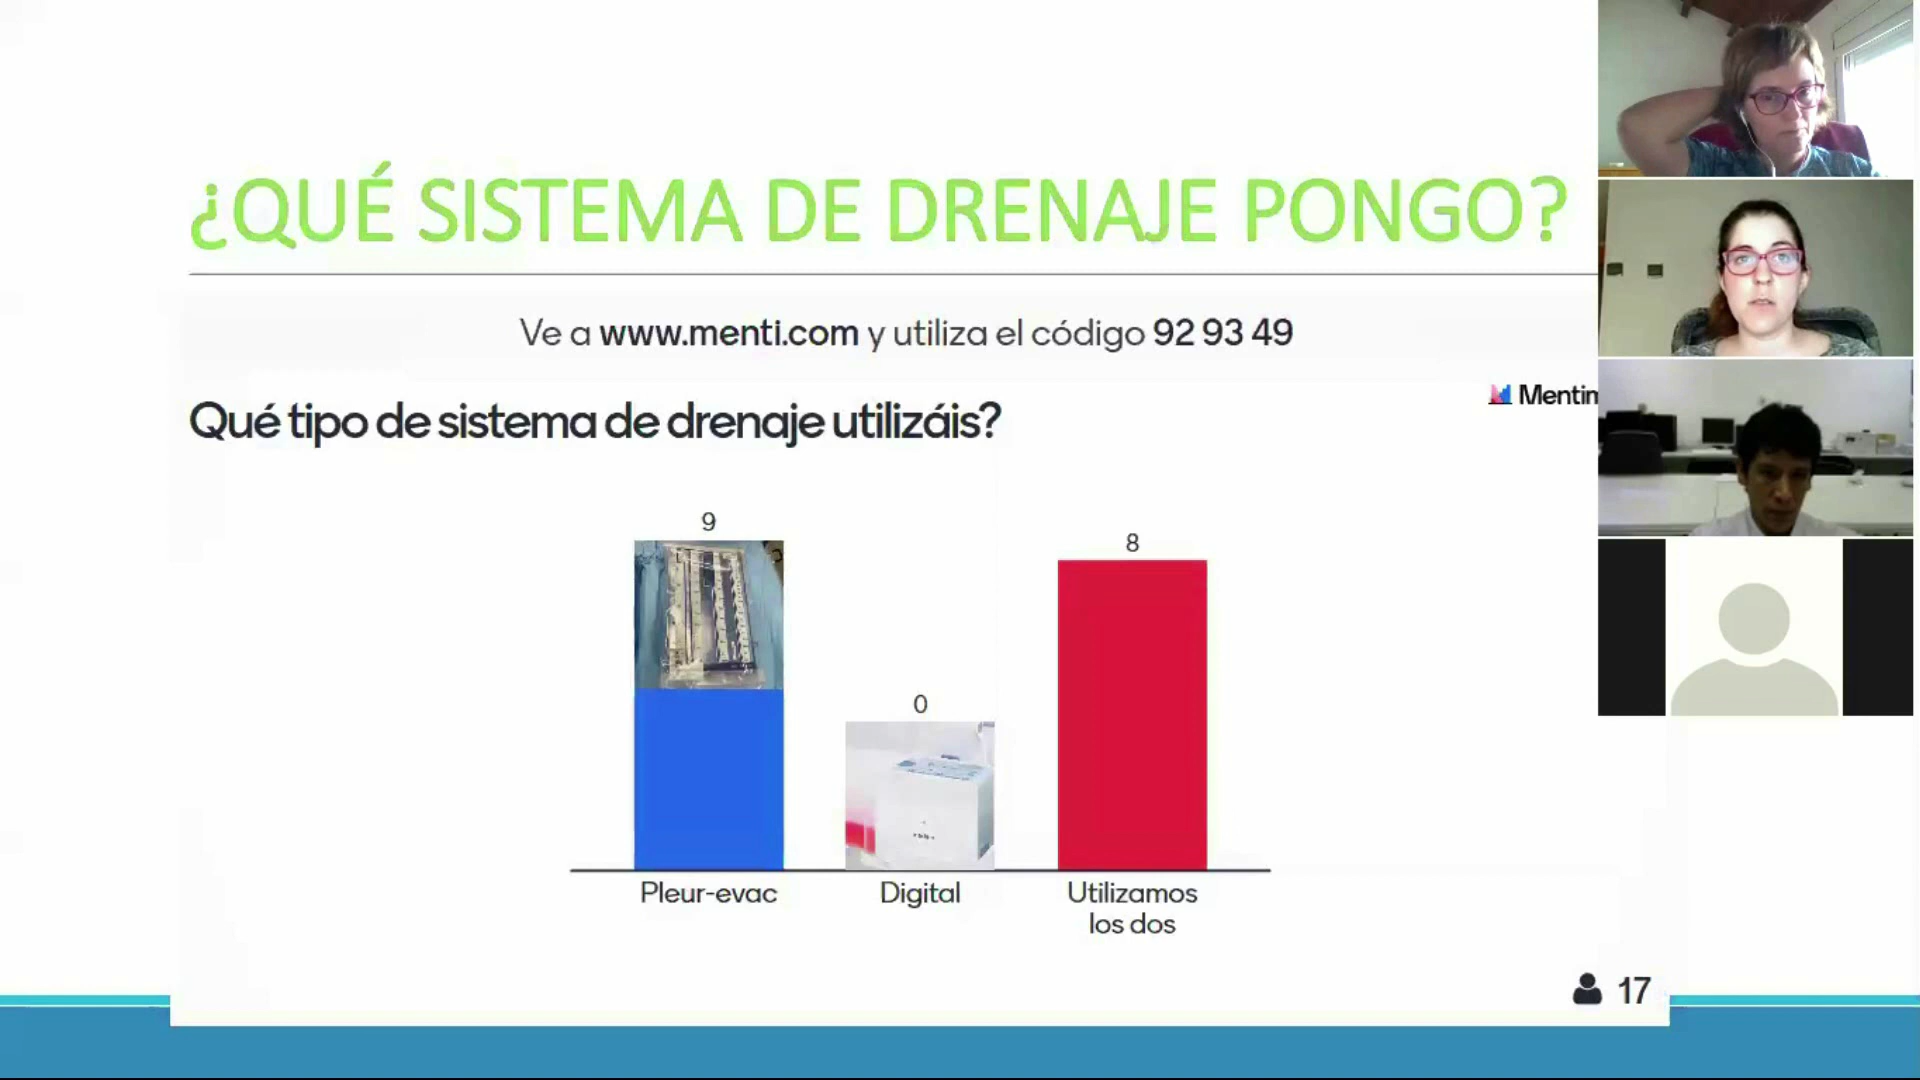 ¿QUÉ SISTEMA DE DRENAJE PONGO?
Ve a www.menti.com y utiliza el código 92 93 49
Mentim
Qué tipo de sistema de drenaje utilizáis?
9
0
8
Pleur-evac
Digital
Utilizamos
los dos
17